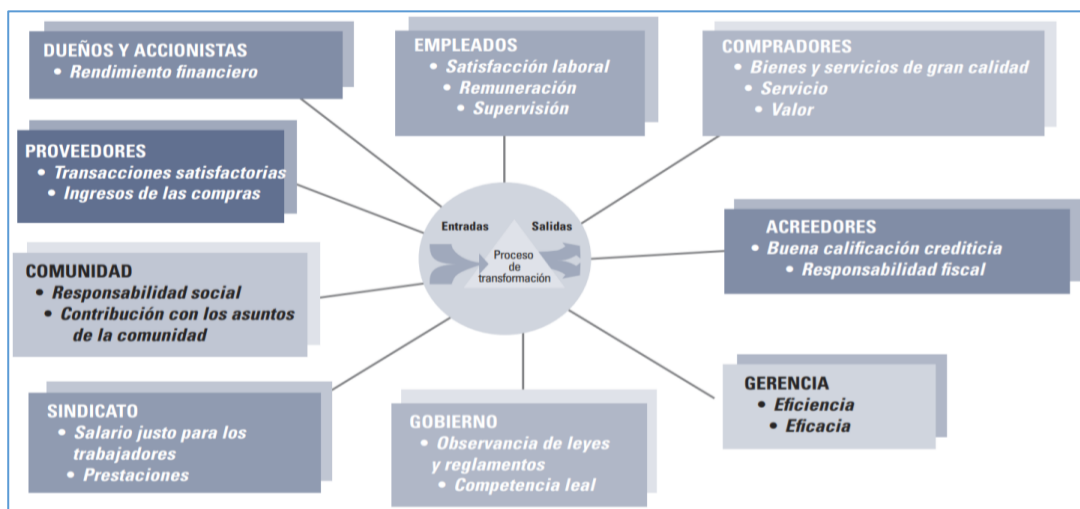 DUEÑOS Y ACCIONISTAS
• Rendimiento financiero
EMPLEADOS
• Satisfacción laboral
• Remuneración
• Supervisión
COMPRADORES
• Bienes y servicios de gran calidad
• Servicio
• Valor
PROVEEDORES
• Transacciones satisfactorias
• Ingresos de las compras
Entradas
Salidas
Proceso
de
transformación
ACREEDORES
• Buena calificación crediticia
• Responsabilidad fiscal
COMUNIDAD
• Responsabilidad social
• Contribución con los asuntos
de la comunidad
GERENCIA
• Eficiencia
• Eficacia
SINDICATO
• Salario justo para los
trabajadores
• Prestaciones
GOBIERNO
• Observancia de leyes
y reglamentos
• Competencia leal